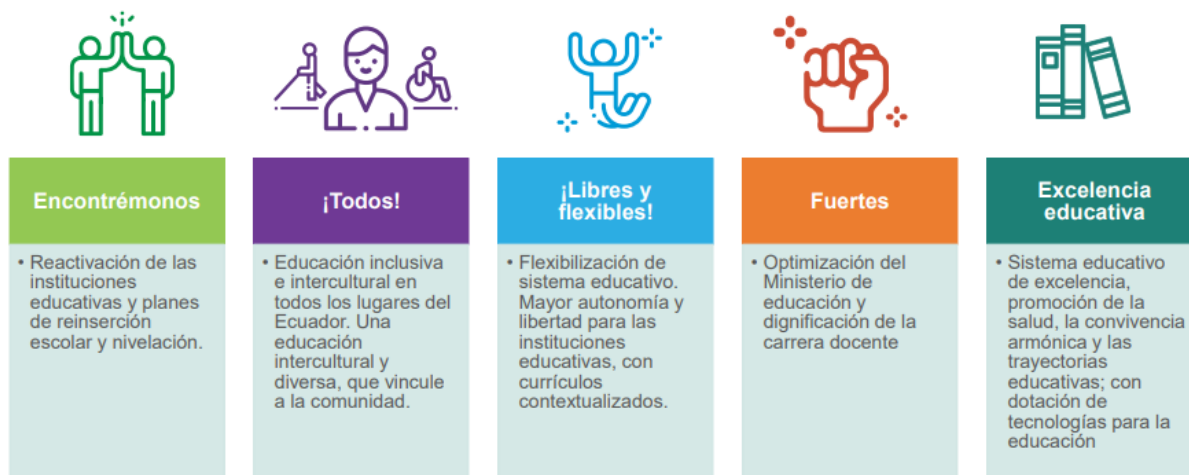 Encontrémonos
• Reactivación de las
instituciones
educativas y planes
de reinserción
escolar y nivelación.
¡Todos!
• Educación inclusiva
e intercultural en
todos los lugares del
Ecuador. Una
educación
intercultural y
diversa, que vincule
a la comunidad.
¡Libres y
flexibles!
• Flexibilización de
sistema educativo.
Mayor autonomía y
libertad para las
instituciones
educativas, con
currículos
contextualizados.
Fuertes
• Optimización del
Ministerio de
educación y
dignificación de la
carrera docente
Excelencia
educativa
• Sistema educativo
de excelencia,
promoción de la
salud, la convivencia
armónica y las
trayectorias
educativas; con
dotación de
tecnologías para la
educación